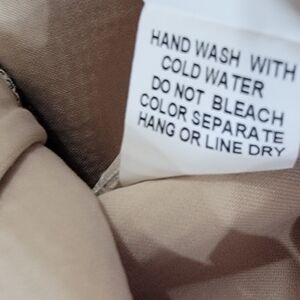 HAND WASH WITH
COLD WATER
DO NOT BLEACH
COLOR SEPARATE
HANG OR LINE DRY